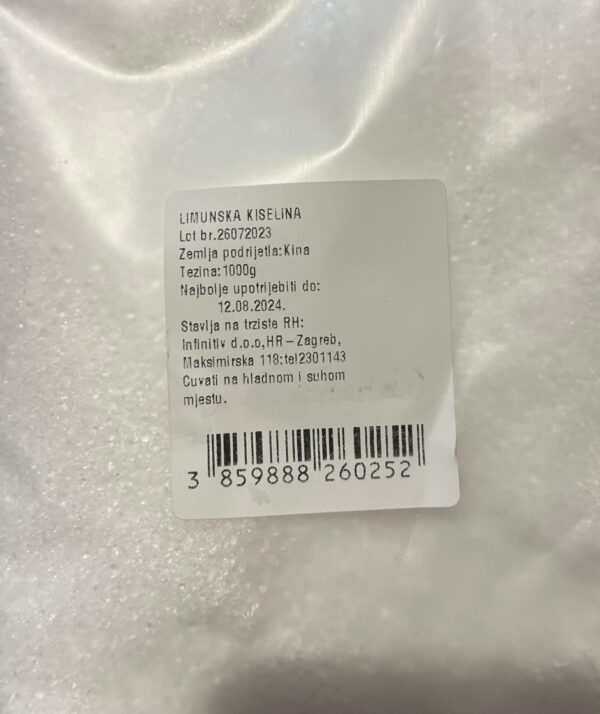 LIMUNSKA KISELINA
Lot br.26072023
Zemlja podrijetla:Kina
Tezina:1000g
Najbolje upotrijebiti do:
12.08.2024.
Stavlja na trziste RH:
Infinitiv d.o.o,HR-Zagreb,
Maksimirska 118:tel2301143
Cuvati na hladnom i suhom
mjestu.
3 859888 260252